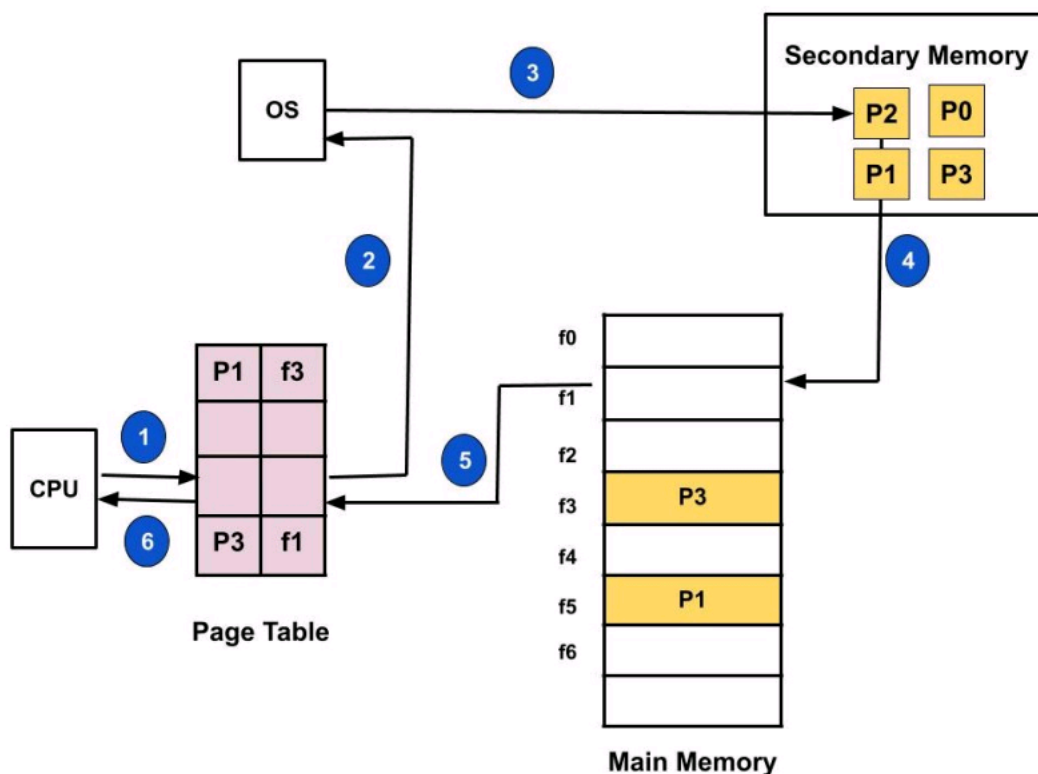 3
Secondary Memory
OS
P2 P0
P1 P3
2
4
f0
P1 f3
f1
1
5
f2
CPU
P3
f3
6
P3 f1
f4
P1
f5
Page Table
f6
Main Memory